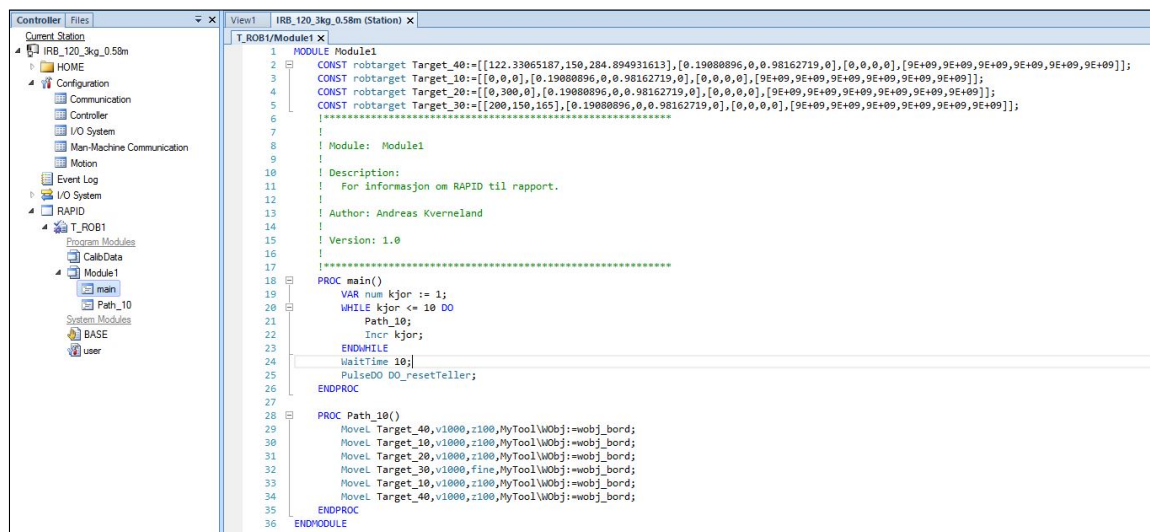 Controller Files
Current Station
IRB_120_3kg_0.58m
HOME
Configuration
Communication
Controller
I/O System
Man-Machine Communication
Motion
Event Log
I/O System
RAPID
T_ROB1
Program Modules
CalibData
Module1
main
Path_10
System Modules
BASE
user
View1 IRB_120_3kg_0.58m (Station) X
T_ROB1/Module1 X
1 MODULE Module1
2 CONST robtarget Target_40:=[[122.33065187,150,284.894931613],[0.19080896,0,0.98162719,0],[0,0,0,0],[9E+09,9E+09,9E+09,9E+09,9E+09,9E+09]];
3 CONST robtarget Target_10:=[[0,0,0],[0.19080896,0,0.98162719,0],[0,0,0,0],[9E+09,9E+09,9E+09,9E+09,9E+09,9E+09]];
4 CONST robtarget Target_20:=[[0,300,0],[0.19080896,0,0.98162719,0],[0,0,0,0],[9E+09,9E+09,9E+09,9E+09,9E+09,9E+09]];
5 CONST robtarget Target_30:=[[200,150,165],[0.19080896,0,0.98162719,0],[0,0,0,0],[9E+09,9E+09,9E+09,9E+09,9E+09,9E+09]];
6 !***********************************************************
7 !
8 ! Module: Module1
9 !
10 ! Description:
11 ! For informasjon om RAPID til rapport.
12 !
13 ! Author: Andreas Kverneland
14 !
15 ! Version: 1.0
16 !
17 !***********************************************************
18 PROC main()
19 VAR num kjor := 1;
20 WHILE kjor <= 10 DO
21 Path_10;
22 Incr kjor;
23 ENDWHILE
24 WaitTime 10;
25 PulseDO DO_resetTeller;
26 ENDPROC
27
28 PROC Path_10()
29 MoveL Target_40,v1000,z100,MyTool\WObj:=wobj_bord;
30 MoveL Target_10,v1000,z100,MyTool\WObj:=wobj_bord;
31 MoveL Target_20,v1000,z100,MyTool\WObj:=wobj_bord;
32 MoveL Target_30,v1000,fine,MyTool\WObj:=wobj_bord;
33 MoveL Target_10,v1000,z100,MyTool\WObj:=wobj_bord;
34 MoveL Target_40,v1000,z100,MyTool\WObj:=wobj_bord;
35 ENDPROC
36 ENDMODULE